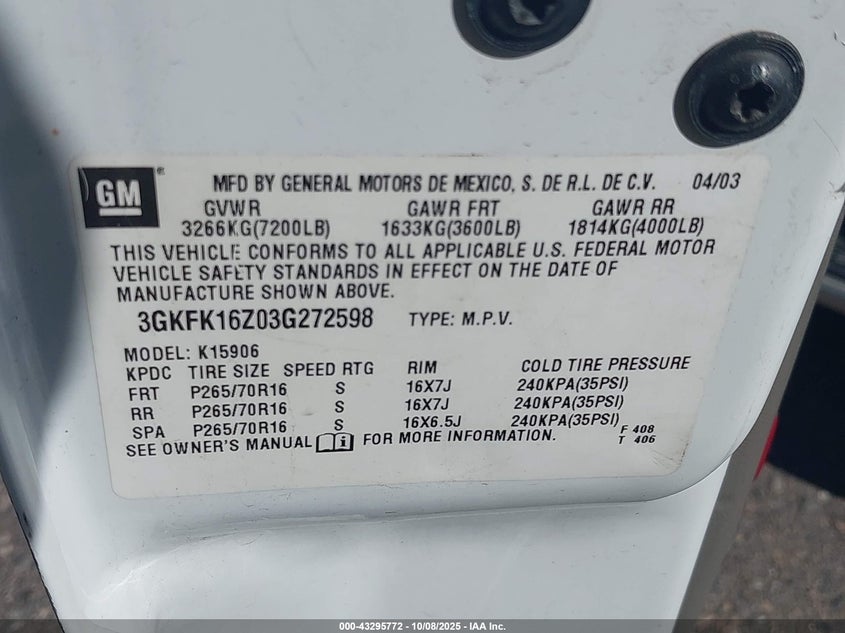 GM ® MFD BY GENERAL MOTORS DE MEXICO, S. DE R.L. DE C.V. 04/03
GVWR GAWR FRT GAWR RR
3266KG(7200LB) 1633KG(3600LB) 1814KG(4000LB)
THIS VEHICLE CONFORMS TO ALL APPLICABLE U.S. FEDERAL MOTOR
VEHICLE SAFETY STANDARDS IN EFFECT ON THE DATE OF
MANUFACTURE SHOWN ABOVE.
3GKFK16Z03G272598 TYPE: M.P.V.
MODEL: K15906
KPDC TIRE SIZE SPEED RTG RIM COLD TIRE PRESSURE
FRT P265/70R16 S 16X7J 240KPA(35PSI)
RR P265/70R16 S 16X7J 240KPA(35PSI)
SPA P265/70R16 S 16X6.5J 240KPA(35PSI)
SEE OWNER'S MANUAL i FOR MORE INFORMATION.
F 408
T 406
000-43295772 - 10/08/2025 - IAA Inc.